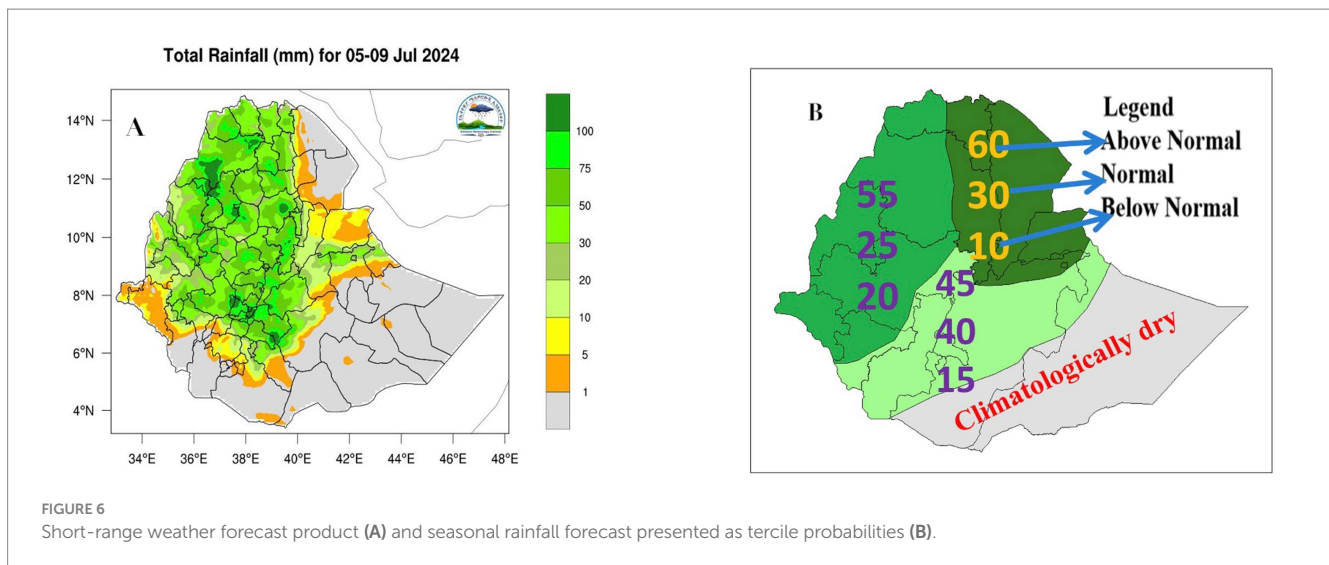 Total Rainfall (mm) for 05-09 Jul 2024
A
14°N
12°N
10°N
8°N
6°N
4°N
34°E
36°E
38°E
40°E
42°E
44°E
46°E
48°E
100
75
50
30
20
10
5
1
B
Legend
Above Normal
Normal
Below Normal
60
30
10
55
25
20
45
40
15
Climatologically dry
FIGURE 6
Short-range weather forecast product (A) and seasonal rainfall forecast presented as tercile probabilities (B).